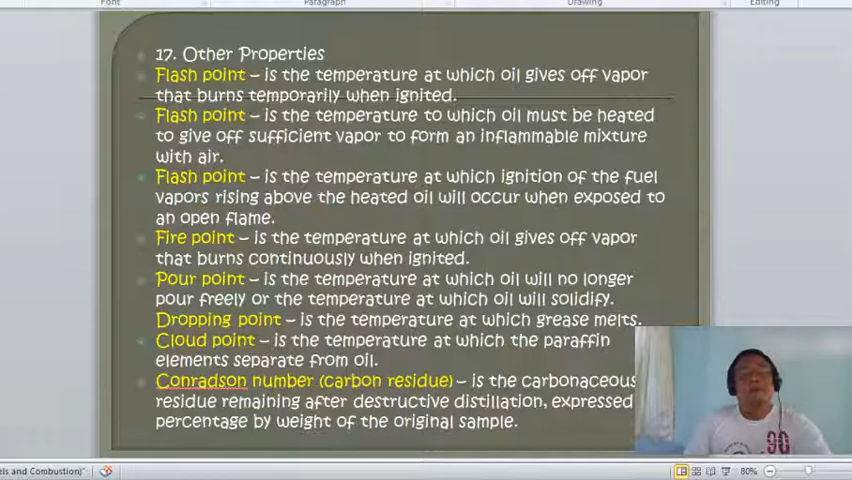 Font
Paragraph
Drawing
Editing
17. Other Properties
Flash point – is the temperature at which oil gives off vapor
that burns temporarily when ignited.
Flash point – is the temperature to which oil must be heated
to give off sufficient vapor to form an inflammable mixture
with air.
Flash point – is the temperature at which ignition of the fuel
vapors rising above the heated oil will occur when exposed to
an open flame.
Fire point – is the temperature at which oil gives off vapor
that burns continuously when ignited.
Pour point – is the temperature at which oil will no longer
pour freely or the temperature at which oil will solidify.
Dropping point – is the temperature at which grease melts.
Cloud point – is the temperature at which the paraffin
elements separate from oil.
Conradson number (carbon residue) – is the carbonaceous
residue remaining after destructive distillation, expressed
percentage by weight of the original sample.
90
els and Combustion)"
80%